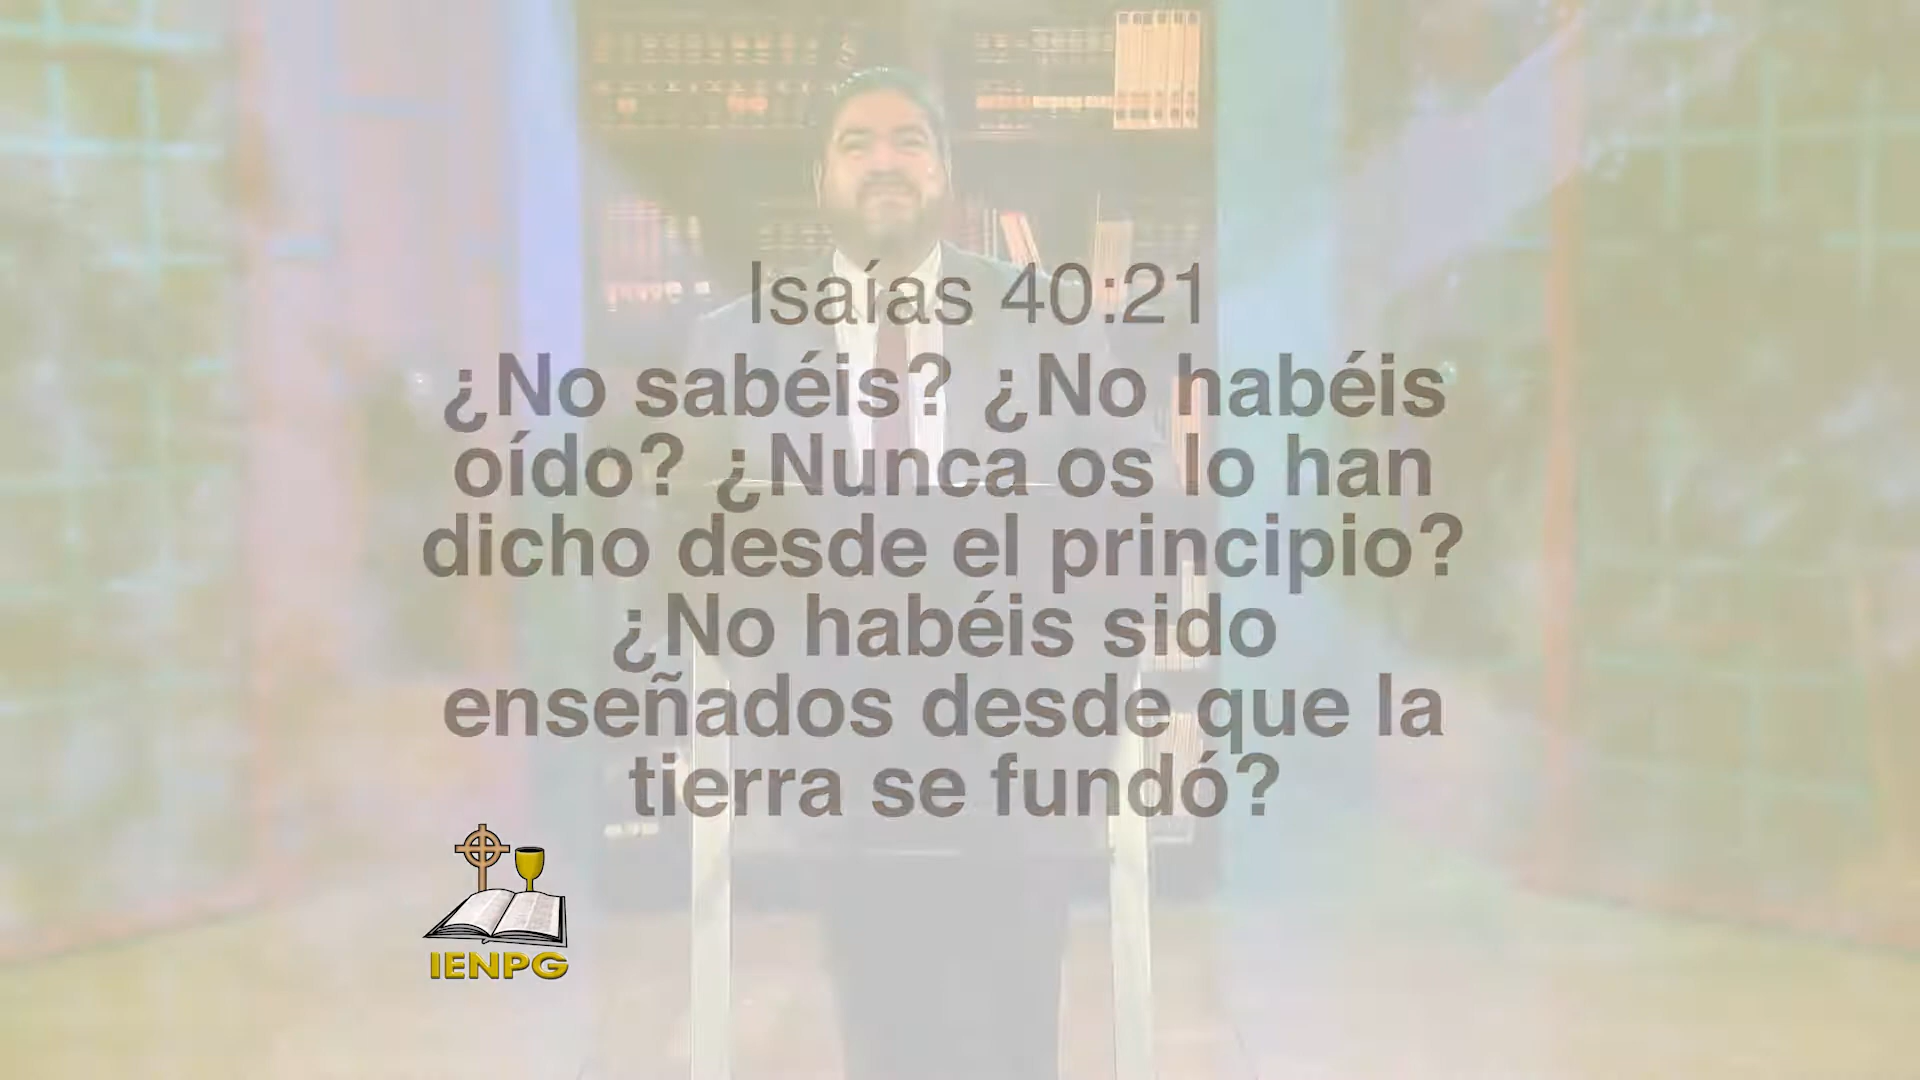 Isaías 40:21
¿No sabéis? ¿No habéis
oído? ¿Nunca os lo han
dicho desde el principio?
¿No habéis sido
enseñados desde que la
tierra se fundó?
IENPG